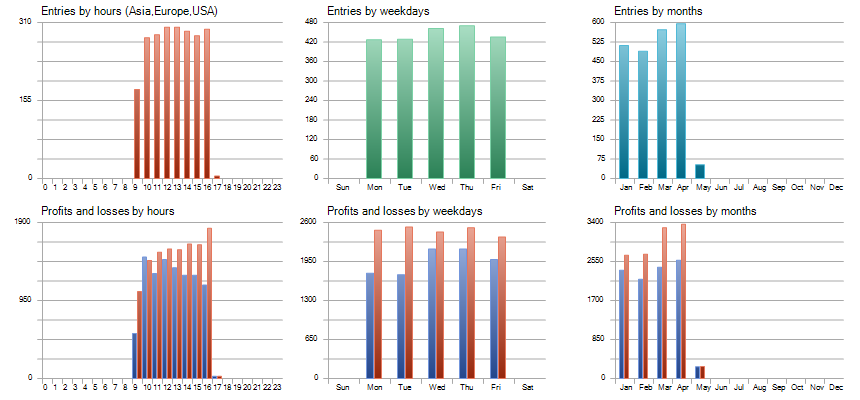 Entries by hours (Asia,Europe,USA)
310
155
0
0 1 2 3 4 5 6 7 8 9 10 11 12 13 14 15 16 17 18 19 20 21 22 23
Entries by weekdays
480
420
360
300
240
180
120
60
0
Sun Mon Tue Wed Thu Fri Sat
Entries by months
600
525
450
375
300
225
150
75
0
Jan Feb Mar Apr May Jun Jul Aug Sep Oct Nov Dec
Profits and losses by hours
1900
950
0
0 1 2 3 4 5 6 7 8 9 10 11 12 13 14 15 16 17 18 19 20 21 22 23
Profits and losses by weekdays
2600
1950
1300
650
0
Sun Mon Tue Wed Thu Fri Sat
Profits and losses by months
3400
2550
1700
850
0
Jan Feb Mar Apr May Jun Jul Aug Sep Oct Nov Dec